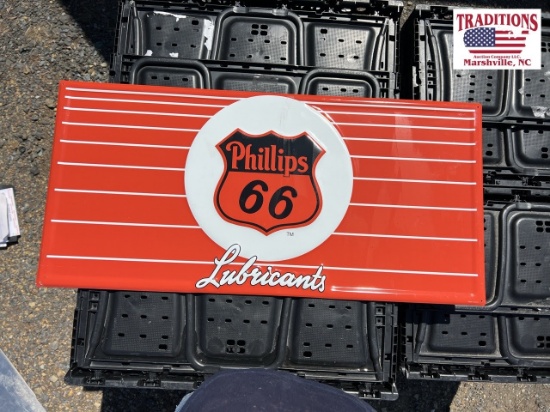 TRADITIONS
Auction Company LLC
Marshville, NC
Phillips
66
TM
Lubricants